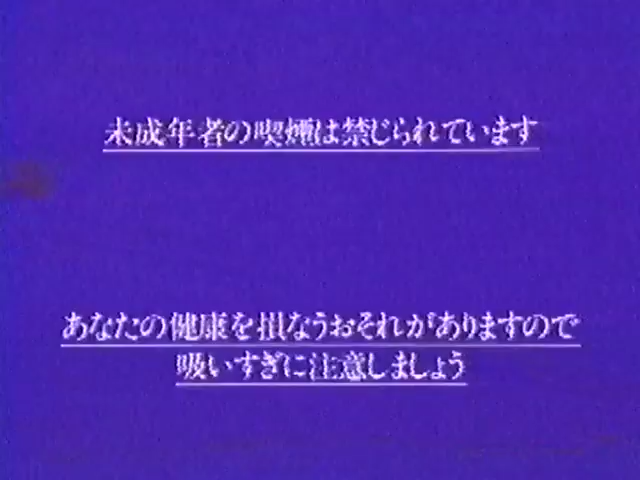 未成年者の喫煙は禁じられています
あなたの健康を損なうおそれがありますので
吸いすぎに注意しましょう